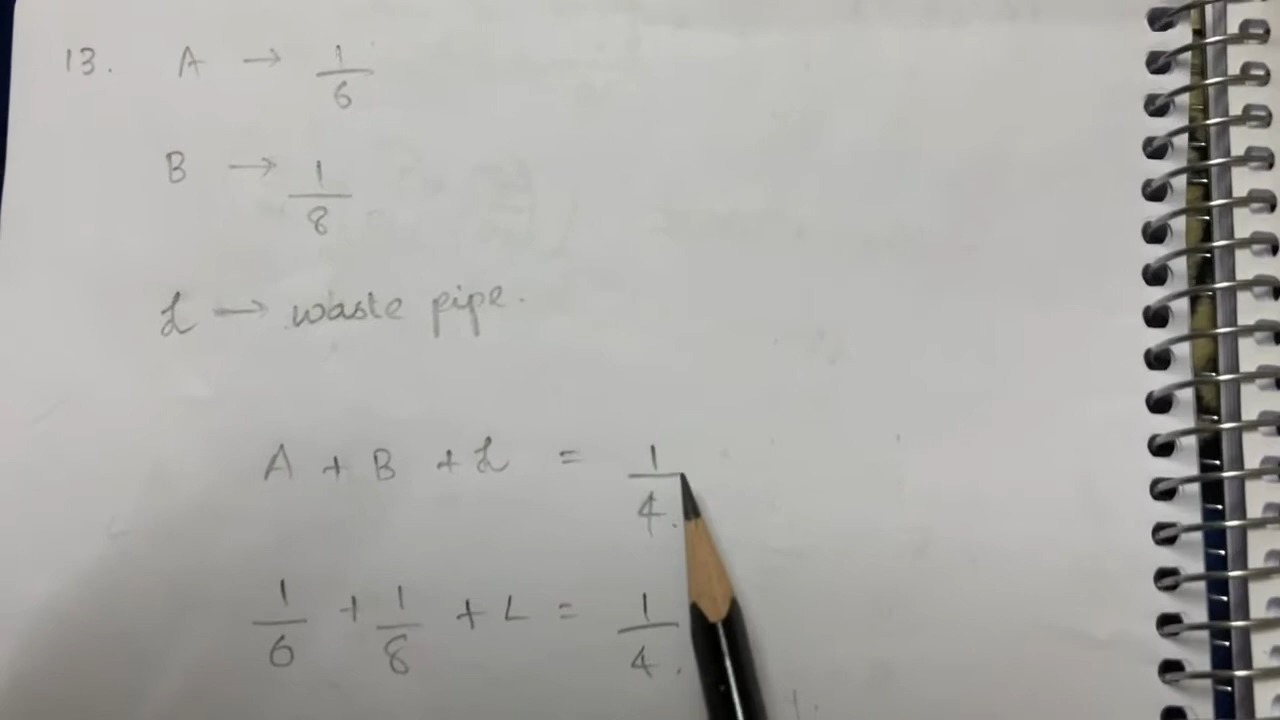 13. A → 1/6
B → 1/8
L → waste pipe.
A + B + L = 1/4.
1/6 + 1/8 + L = 1/4.